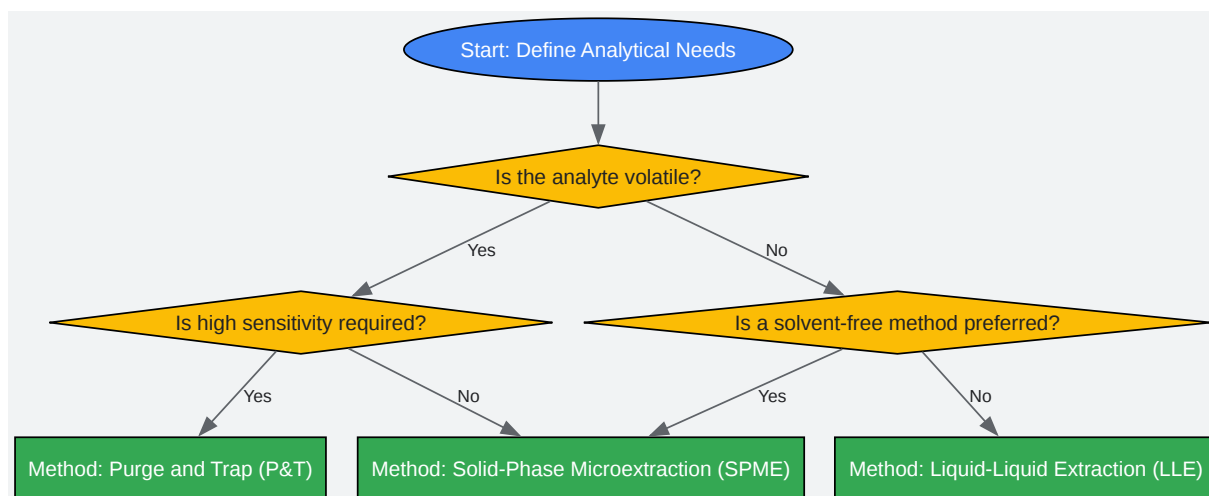 Start: Define Analytical Needs
Is the analyte volatile?
Yes
No
Is high sensitivity required?
Is a solvent-free method preferred?
Yes
No
Yes
No
Method: Purge and Trap (P&T)
Method: Solid-Phase Microextraction (SPME)
Method: Liquid-Liquid Extraction (LLE)